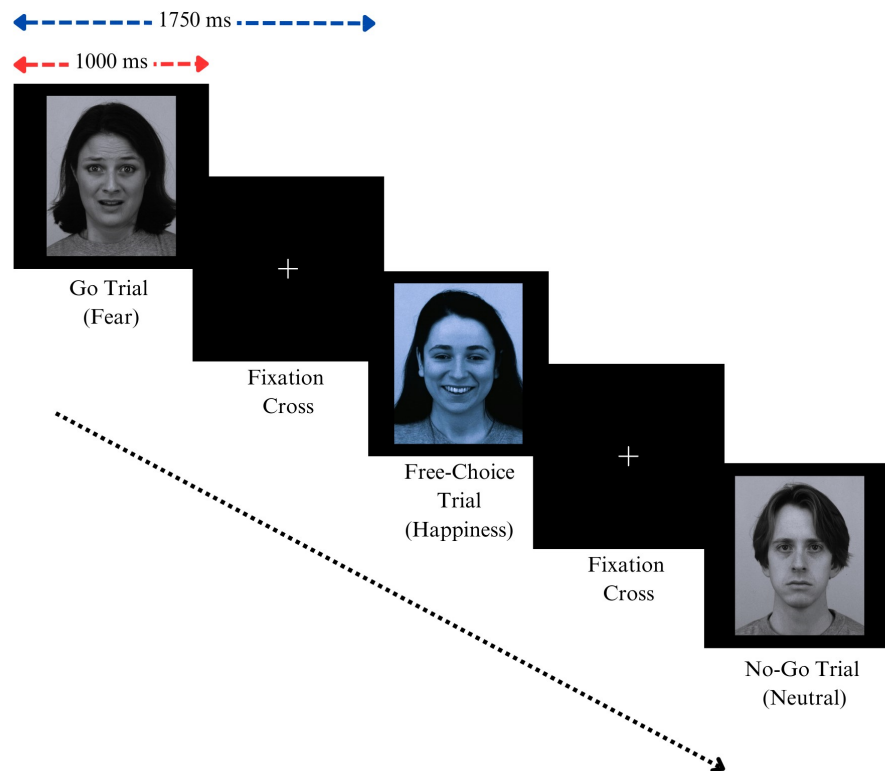 1750 ms
1000 ms
Go Trial
(Fear)
Fixation
Cross
Free-Choice
Trial
(Happiness)
Fixation
Cross
No-Go Trial
(Neutral)